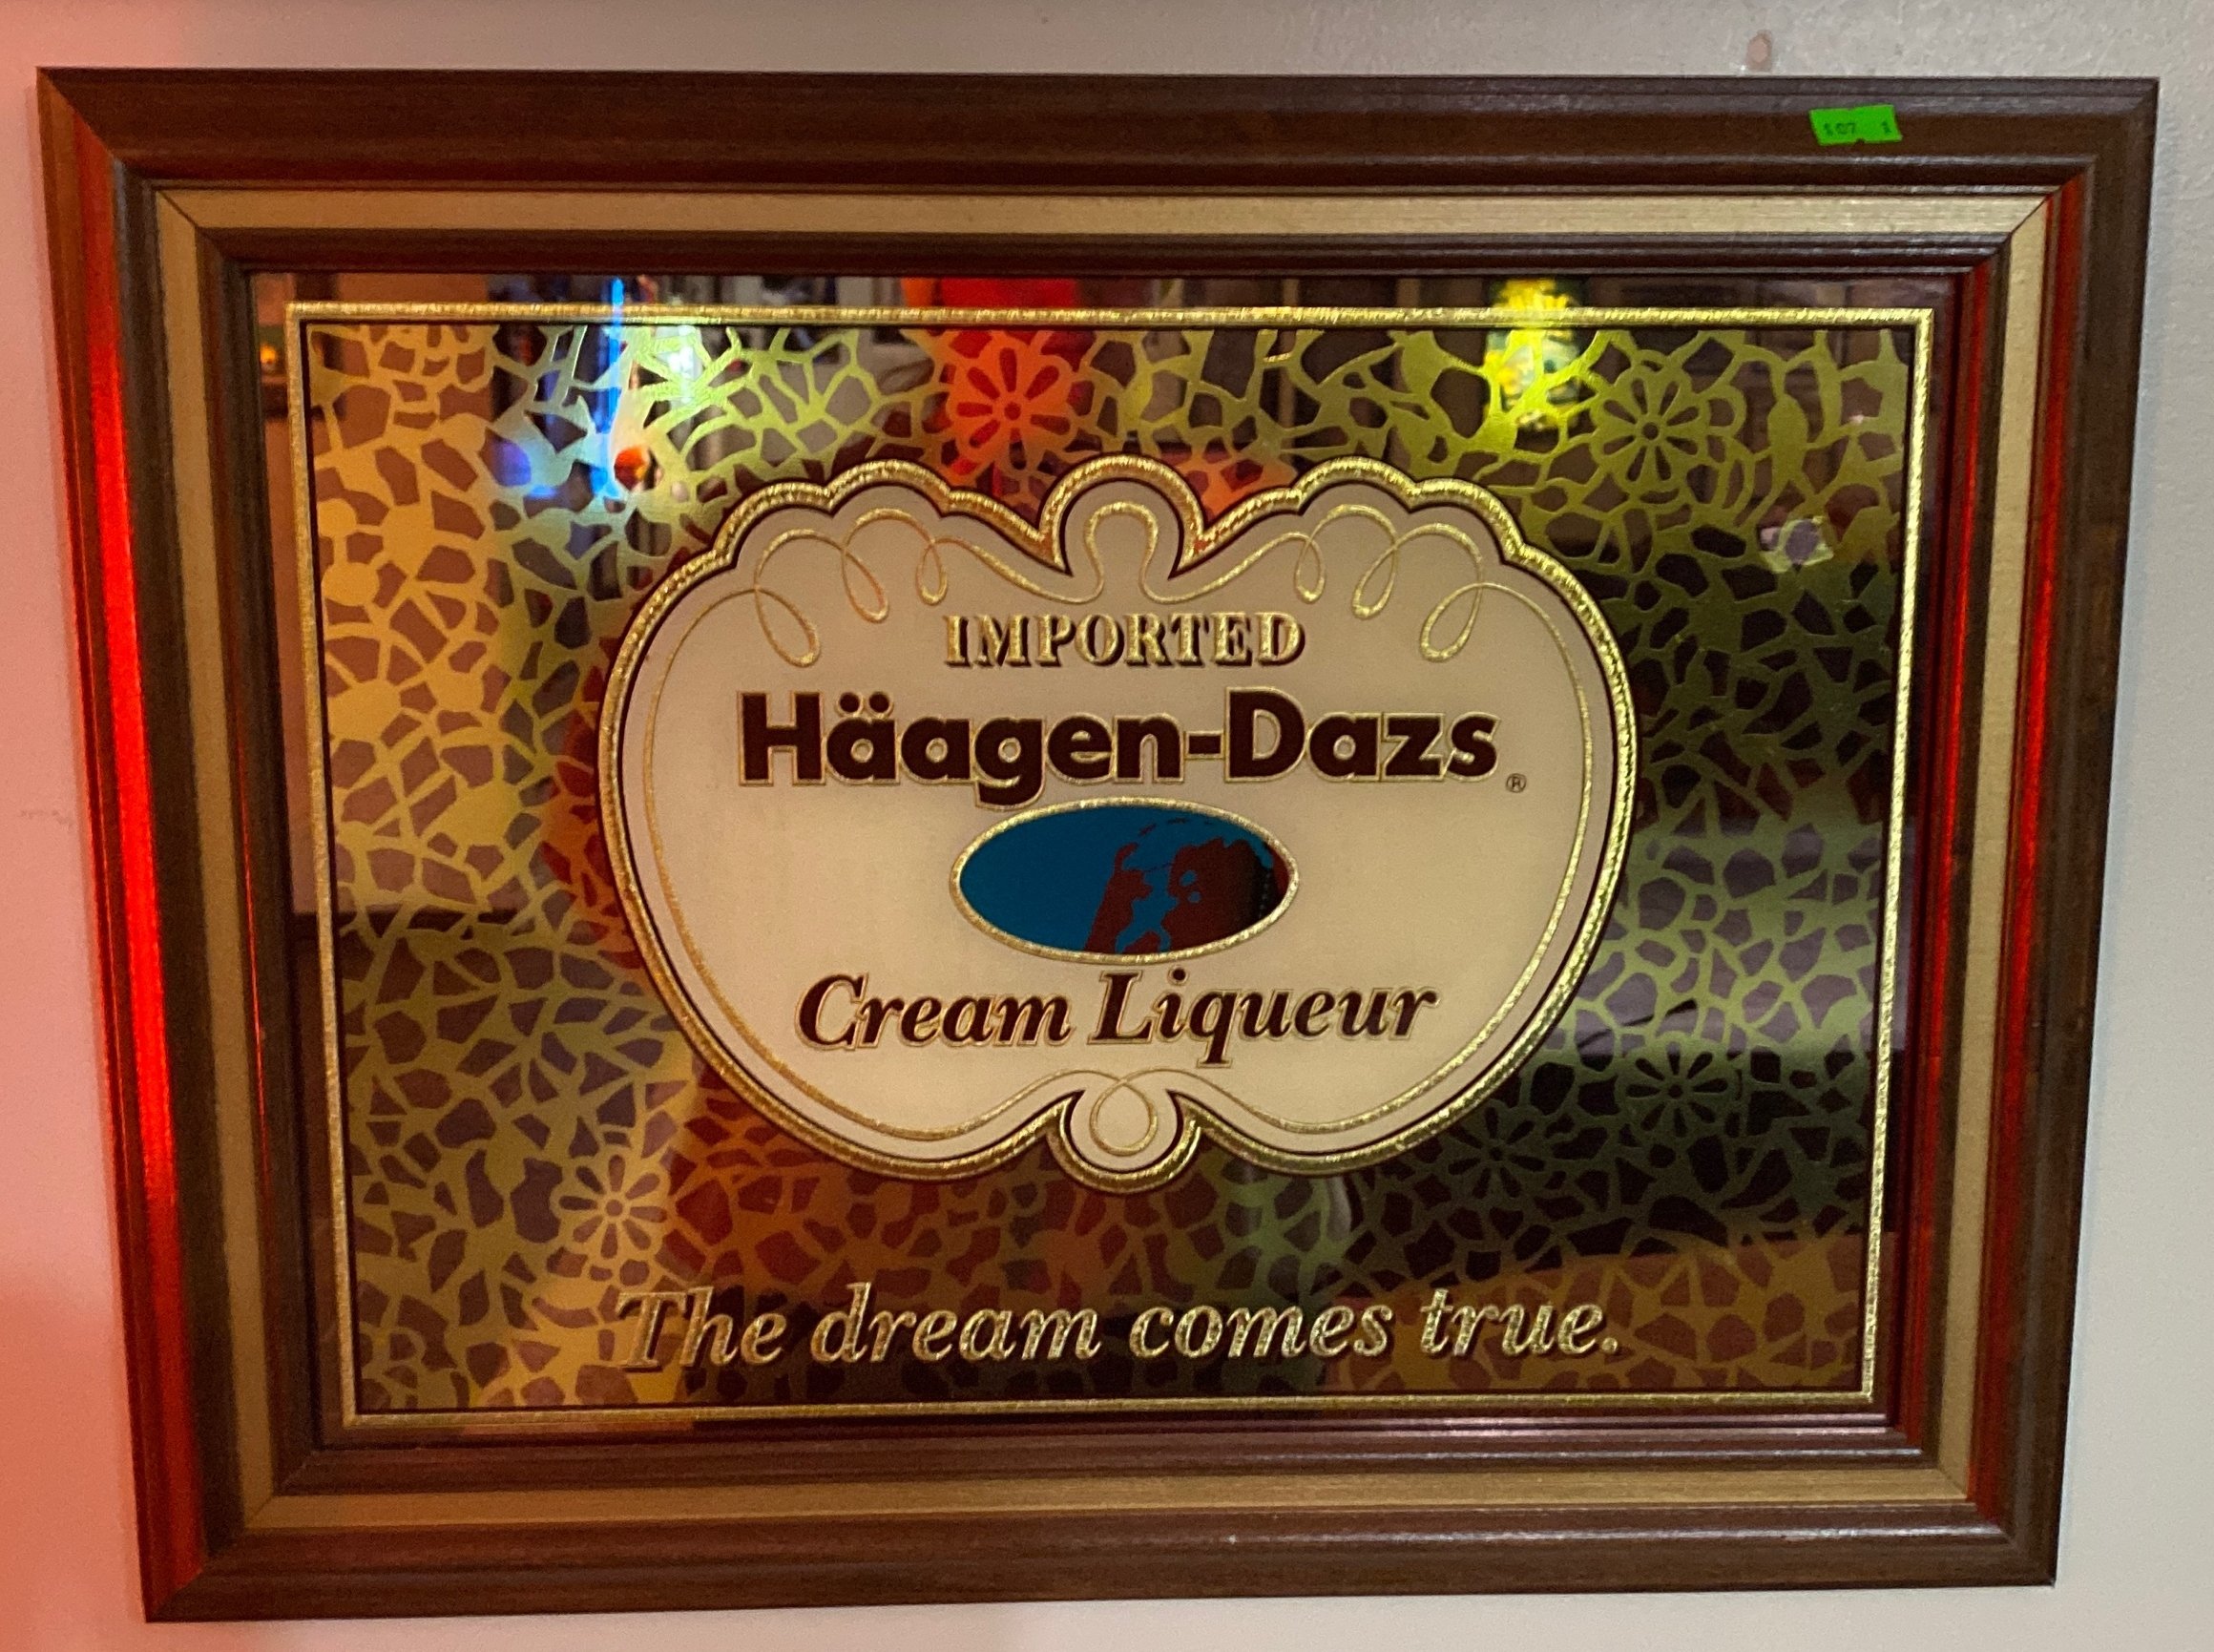 IMPORTED
Häagen-Dazs®
Cream Liqueur
The dream comes true.